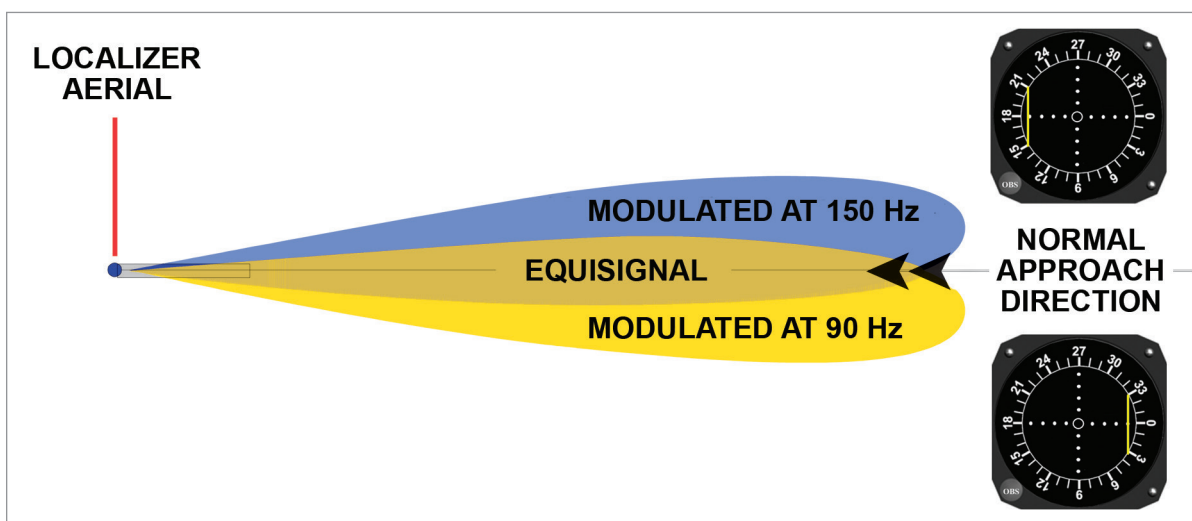 LOCALIZER
AERIAL
MODULATED AT 150 Hz
EQUISIGNAL
MODULATED AT 90 Hz
NORMAL
APPROACH
DIRECTION
27
24
30
21
33
18
0
15
3
12
6
OBS
27
24
30
21
33
18
0
15
3
12
6
OBS